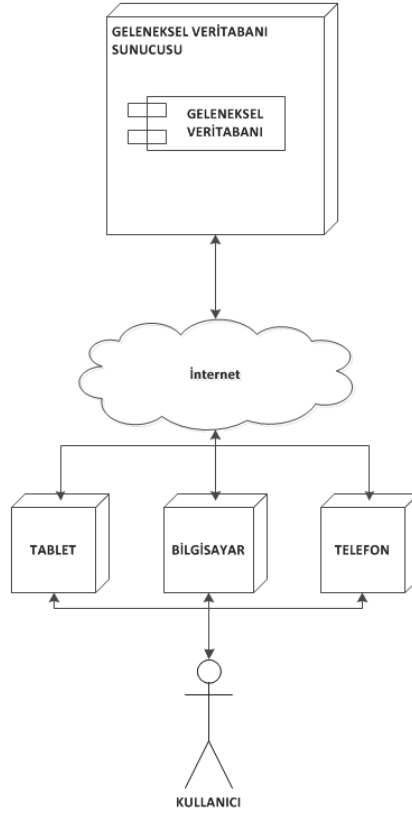 GELENEKSEL VERİTABANI
SUNUCUSU
GELENEKSEL
VERİTABANI
İnternet
TABLET
BİLGİSAYAR
TELEFON
KULLANICI